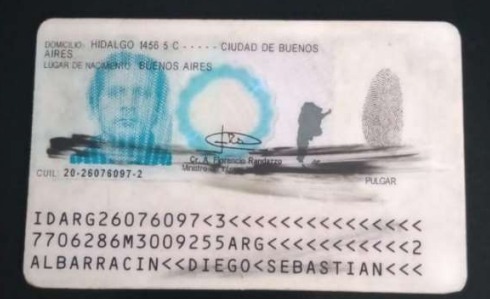 DOMICILIO: HIDALGO 1456 5 C - - - - - CIUDAD DE BUENOS
AIRES
LUGAR DE NACIMIENTO: BUENOS AIRES
Cr. A. Florencio Randazzo
Ministro
CUIL: 20-26076097-2
PULGAR
IDARG26076097<3<<<<<<<<<<<<<<<
7706286M3009255ARG<<<<<<<<<<<2
ALBARRACIN<<DIEGO<SEBASTIAN<<<